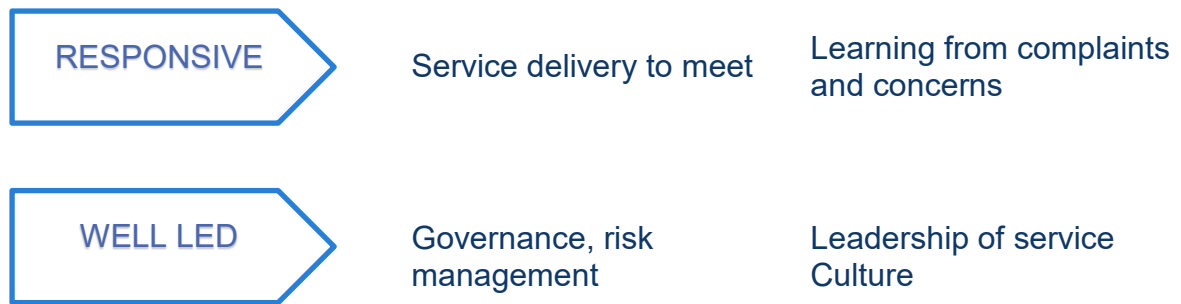 RESPONSIVE
Service delivery to meet
Learning from complaints
and concerns
WELL LED
Governance, risk
management
Leadership of service
Culture